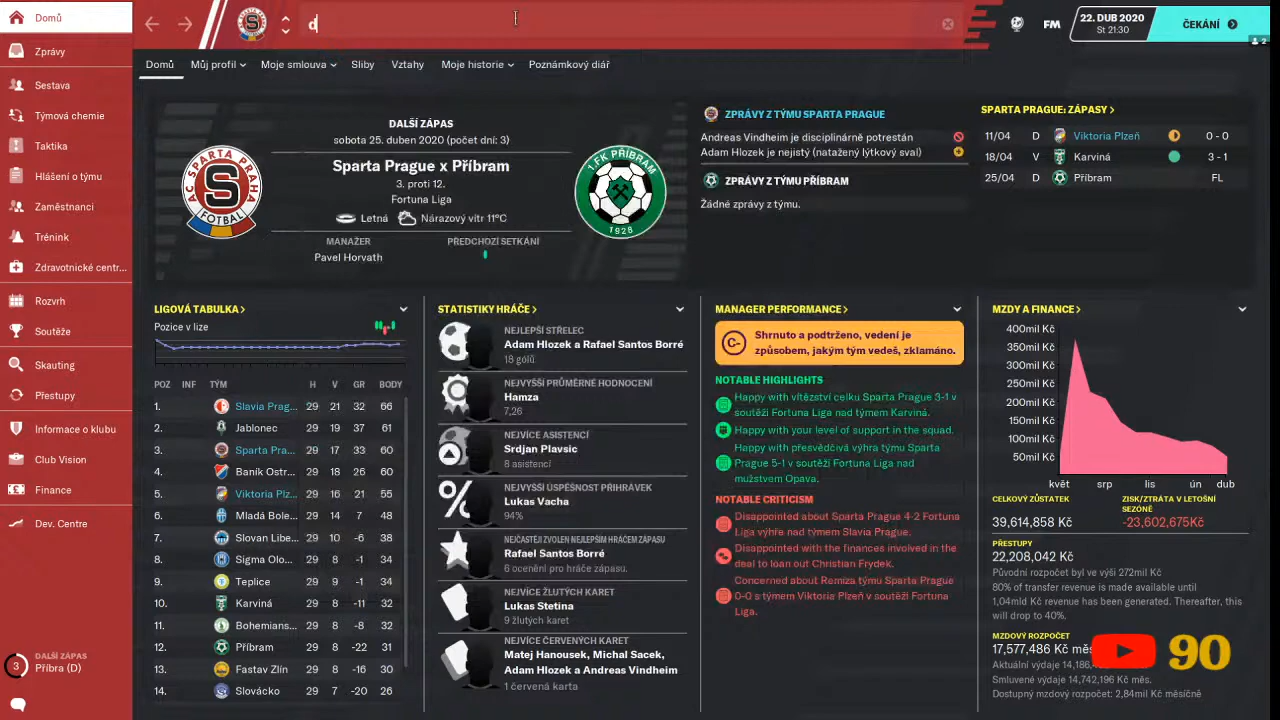 Domů
d
22. DUB 2020
St 21:30
ČEKÁNÍ
FM
2
Zprávy
Sestava
Týmová chemie
Taktika
Hlášení o týmu
Zaměstnanci
Trénink
Zdravotnické centr...
Rozvrh
Soutěže
Skauting
Přestupy
Informace o klubu
Club Vision
Finance
Dev. Centre
3
DALŠÍ ZÁPAS
Příbra (D)
Domů Můj profil Moje smlouva Sliby Vztahy Moje historie Poznámkový diář
DALŠÍ ZÁPAS
sobota 25. duben 2020 (počet dní: 3)
Sparta Prague x Příbram
3. proti 12.
Fortuna Liga
Letná Nárazový vítr 11°C
MANAŽER PŘEDCHOZÍ SETKÁNÍ
Pavel Horvath
AC SPARTA PRAHA
FOTBAL
1.FK PŘÍBRAM
1928
ZPRÁVY Z TÝMU SPARTA PRAGUE
Andreas Vindheim je disciplinárně potrestán
Adam Hlozek je nejistý (natažený lýtkový sval)
ZPRÁVY Z TÝMU PŘÍBRAM
Žádné zprávy z týmu.
SPARTA PRAGUE: ZÁPASY >
11/04 D Viktoria Plzeň 0 - 0
18/04 V Karviná 3 - 1
25/04 D Příbram FL
LIGOVÁ TABULKA >
Pozice v lize
POZ INF TÝM H V GR BODY
1. Slavia Prag... 29 21 32 66
2. Jablonec 29 19 37 61
3. Sparta Pra... 29 17 33 60
4. Baník Ostr... 29 18 26 60
5. Viktoria Plz... 29 16 21 55
6. Mladá Bole... 29 14 7 48
7. Slovan Libe... 29 10 -6 38
8. Sigma Olo... 29 8 -1 34
9. Teplice 29 9 -1 34
10. Karviná 29 8 -11 32
11. Bohemians... 29 8 -8 32
12. Příbram 29 8 -22 31
13. Fastav Zlín 29 8 -16 30
14. Slovácko 29 7 -20 26
STATISTIKY HRÁČE >
NEJLEPŠÍ STŘELEC
Adam Hlozek a Rafael Santos Borré
18 gólů
NEJVYŠŠÍ PRŮMĚRNÉ HODNOCENÍ
Hamza
7,26
NEJVÍCE ASISTENCÍ
Srdjan Plavsic
8 asistencí
NEJVYŠŠÍ ÚSPĚŠNOST PŘIHRÁVEK
Lukas Vacha
94%
NEJČASTĚJI ZVOLEN NEJLEPŠÍM HRÁČEM ZÁPASU
Rafael Santos Borré
6 ocenění pro hráče zápasu.
NEJVÍCE ŽLUTÝCH KARET
Lukas Stetina
9 žlutých karet
NEJVÍCE ČERVENÝCH KARET
Matej Hanousek, Michal Sacek,
Adam Hlozek a Andreas Vindheim
1 červená karta
MANAGER PERFORMANCE >
C-
Shrnuto a podtrženo, vedení je
způsobem, jakým tým vedeš, zklamáno.
NOTABLE HIGHLIGHTS
Happy with vítězství celku Sparta Prague 3-1 v
soutěži Fortuna Liga nad týmem Karviná.
Happy with your level of support in the squad.
Happy with přesvědčivá výhra týmu Sparta
Prague 5-1 v soutěži Fortuna Liga nad
mužstvem Opava.
NOTABLE CRITICISM
Disappointed about Sparta Prague 4-2 Fortuna
Liga výhře nad týmem Slavia Prague.
Disappointed with the finances involved in the
deal to loan out Christian Frydek.
Concerned about Remíza týmu Sparta Prague
0-0 a týmem Viktoria Plzeň v soutěži Fortuna
Liga.
MZDY A FINANCE >
400mil Kč
350mil Kč
300mil Kč
250mil Kč
200mil Kč
150mil Kč
100mil Kč
50mil Kč
květ srp lis ún dub
CELKOVÝ ZŮSTATEK
39,614,858 Kč
ZISK/ZTRÁTA V LETOŠNÍ
SEZÓNĚ
-23,602,675Kč
PŘESTUPY
22,208,042 Kč
Původní rozpočet byl ve výši 272mil Kč
80% of transfer revenue is made available until
1,04mld Kč revenue has been generated. Thereafter, this
will drop to 40%.
MZDOVÝ ROZPOČET
17,577,486 Kč měs
Aktuální výdaje 14,186,
Smluvené výdaje 14,742,196 Kč měs.
Dostupný mzdový rozpočet: 2,84mil Kč měsíčně
90